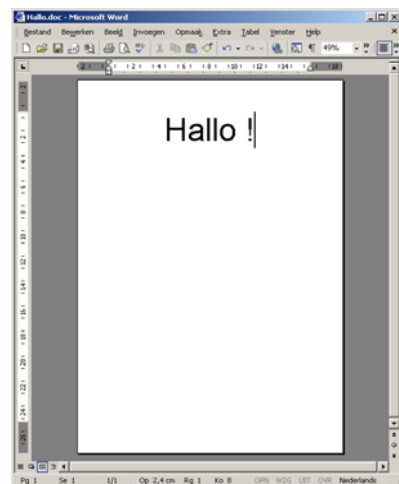 Hallo.doc - Microsoft Word
Bestand Bewerken Beeld Invoegen Opmaak Extra Tabel Venster Help
49%
Hallo !
Pg 1 Se 1 1/1 Op 2,4 cm Rg 1 Ko 8 OPN WZG UIT OVR Nederlands